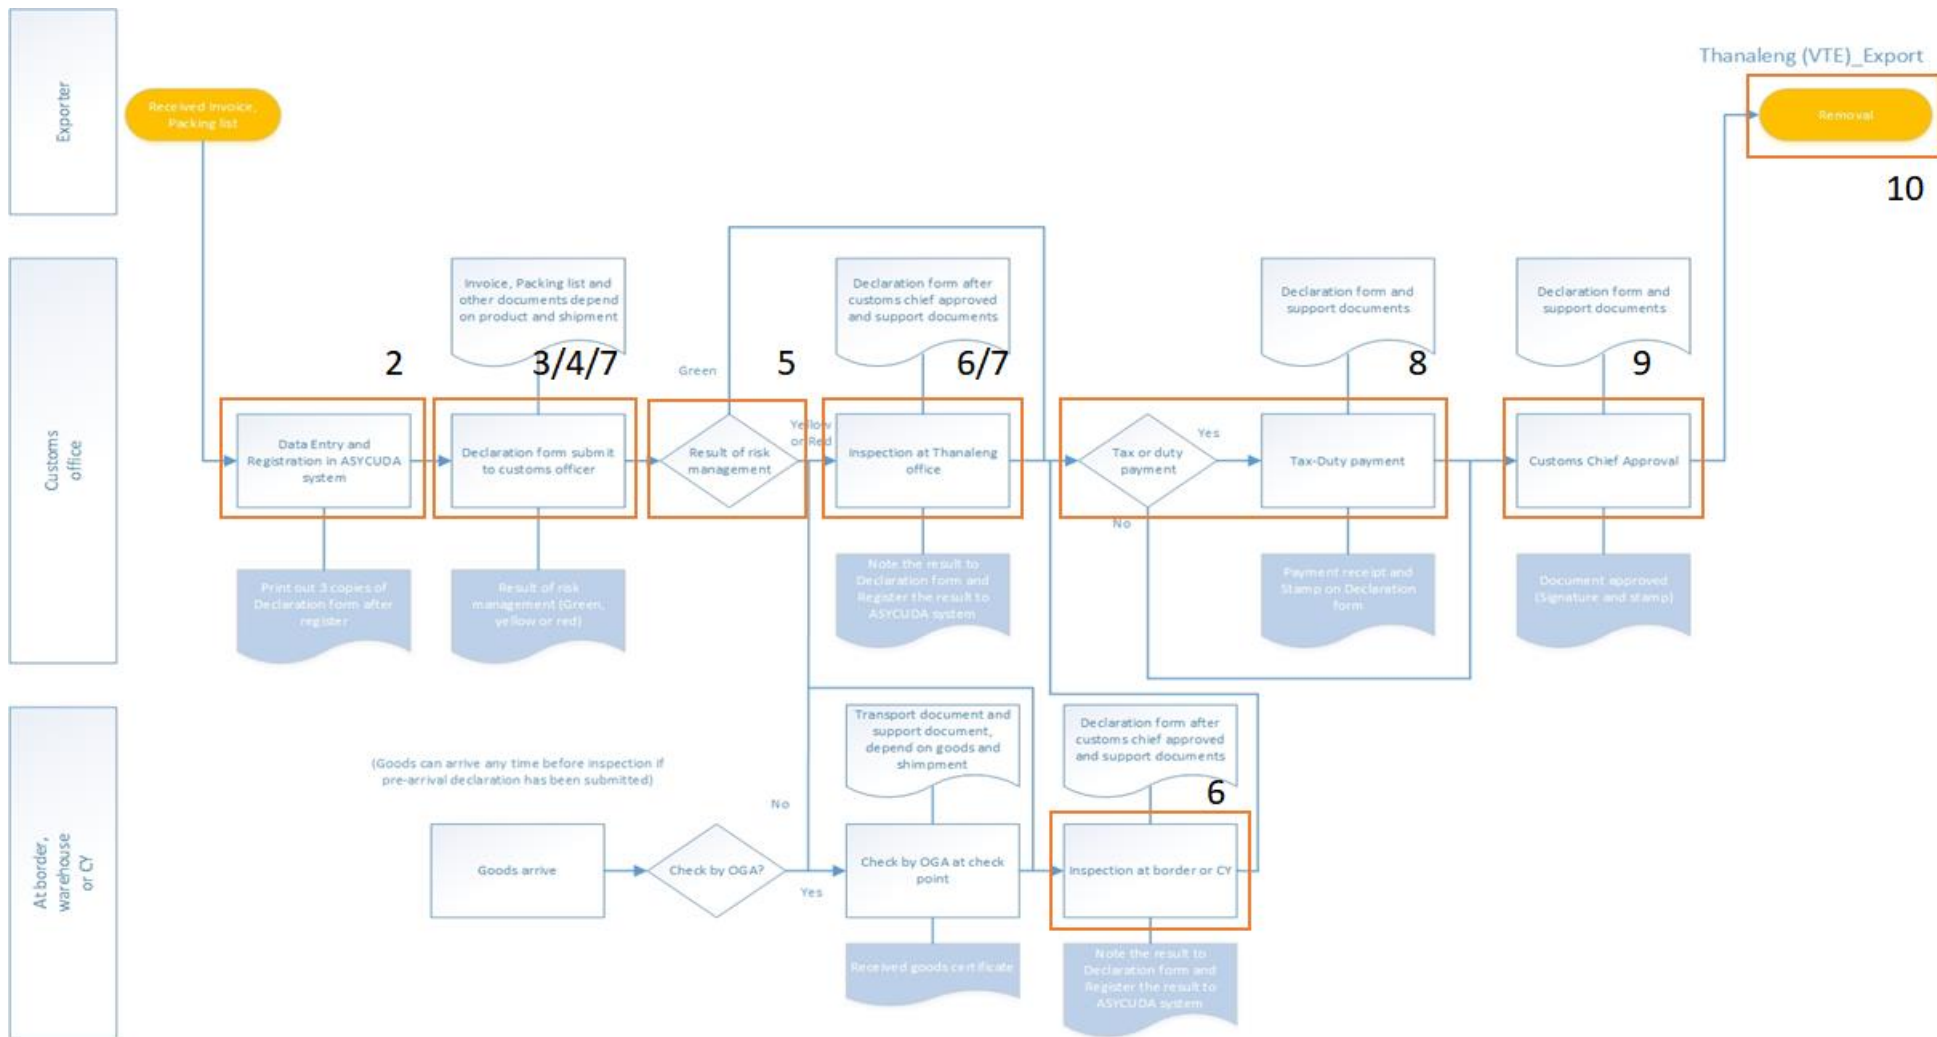 Thanaleng (VTE)_Export
Exporter
Received Invoice,
Packing list
Removal
10
Customs
office
Invoice, Packing list and
other documents depend
on product and shipment
Declaration form after
customs chief approved
and support documents
Declaration form and
support documents
Declaration form and
support documents
2
3/4/7
Green
5
6/7
8
9
Data Entry and
Registration in ASYCUDA
system
Declaration form submit
to customs officer
Result of risk
management
Yellow
or Red
Inspection at Thanaleng
office
Tax or duty
payment
Yes
Tax-Duty payment
Customs Chief Approval
No
Print out 3 copies of
Declaration form after
register
Result of risk
management (Green,
yellow or red)
Note the result to
Declaration form and
Register the result to
ASYCUDA system
Payment receipt and
Stamp on Declaration
form
Document approved
(Signature and stamp)
At border,
warehouse
or CY
(Goods can arrive any time before inspection if
pre-arrival declaration has been submitted)
Transport document and
support document,
depend on goods and
shimpment
Declaration form after
customs chief approved
and support documents
6
No
Goods arrive
Check by OGA?
Yes
Check by OGA at check
point
Inspection at border or CY
Received goods certificate
Note the result to
Declaration form and
Register the result to
ASYCUDA system